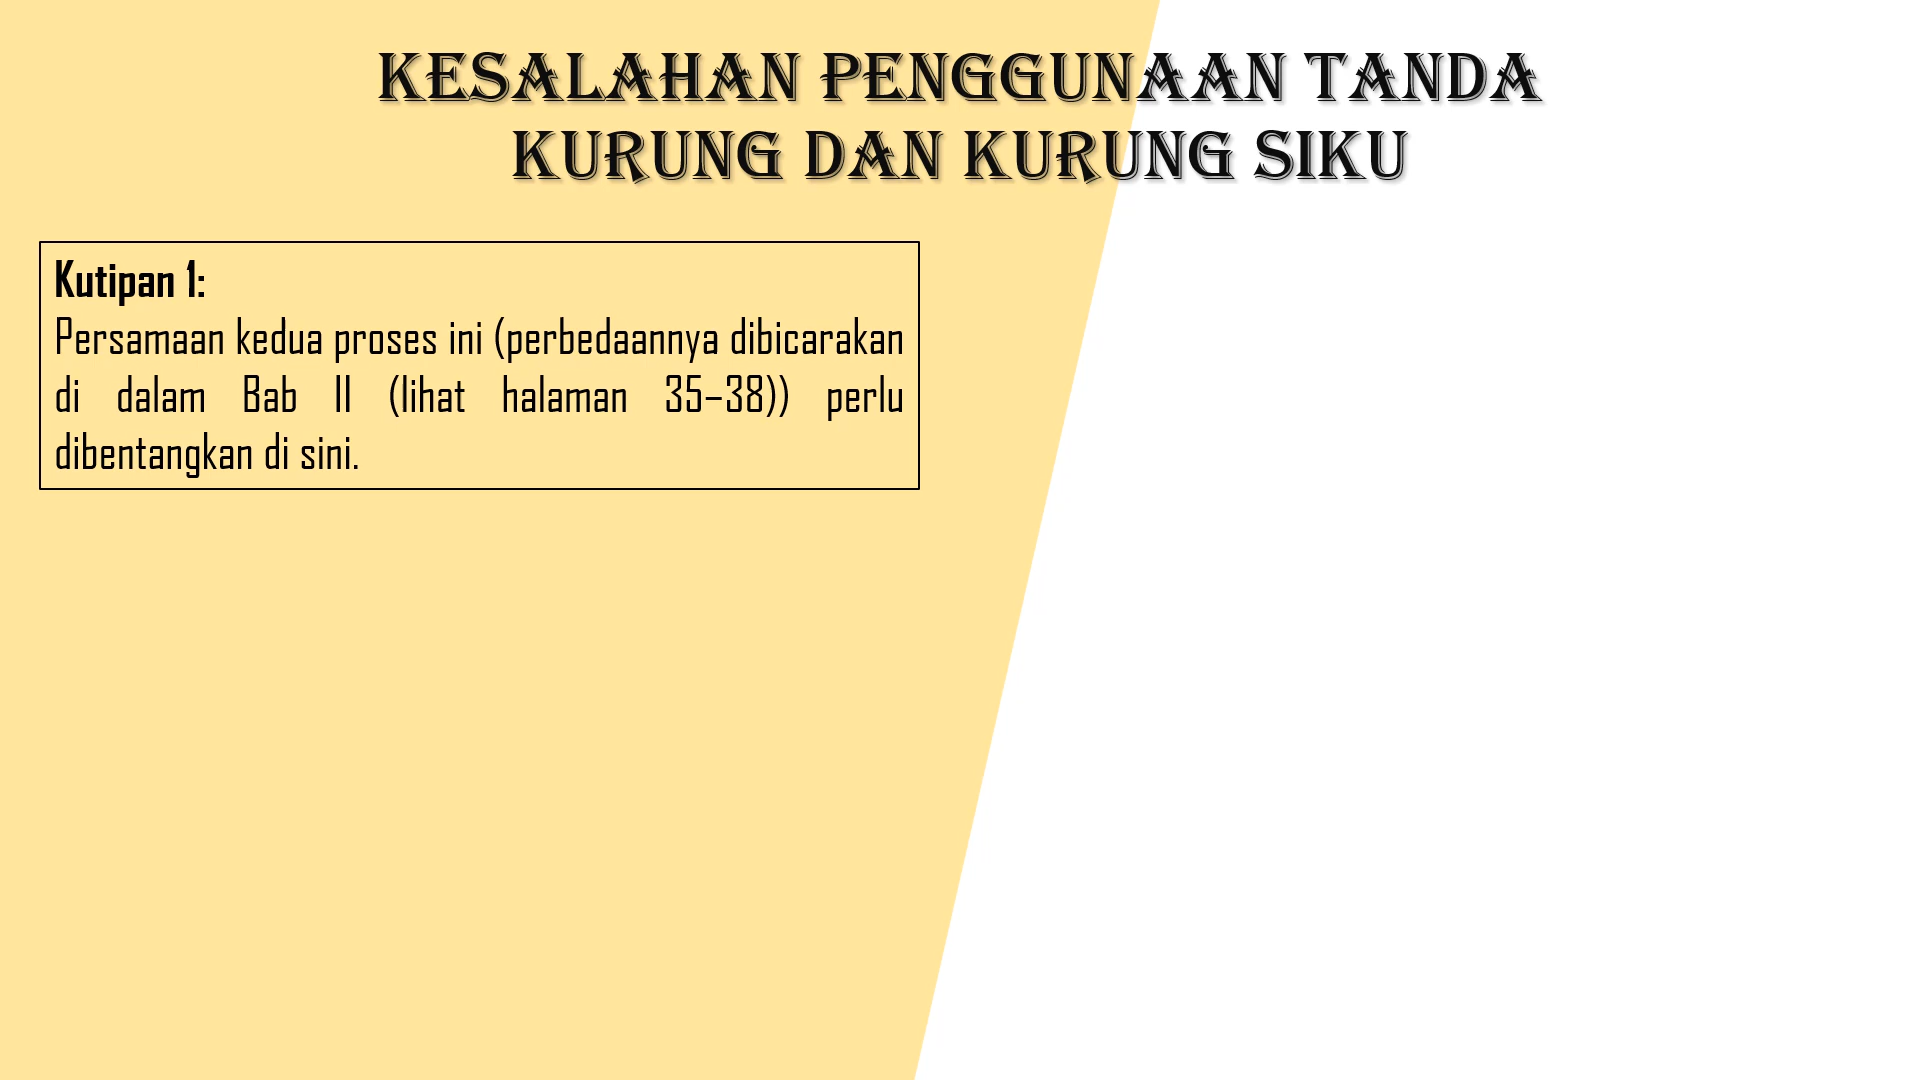 KESALAHAN PENGGUNAAN TANDA
KURUNG DAN KURUNG SIKU
Kutipan 1:
Persamaan kedua proses ini (perbedaannya dibicarakan
di dalam Bab II (lihat halaman 35–38)) perlu
dibentangkan di sini.